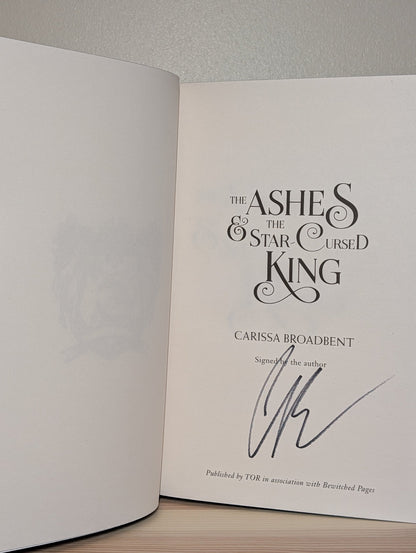 THE ASHES
& THE
STAR-CURSED
KING
CARISSA BROADBENT
Signed by the author
CB
Published by TOR in association with Bewitched Pages